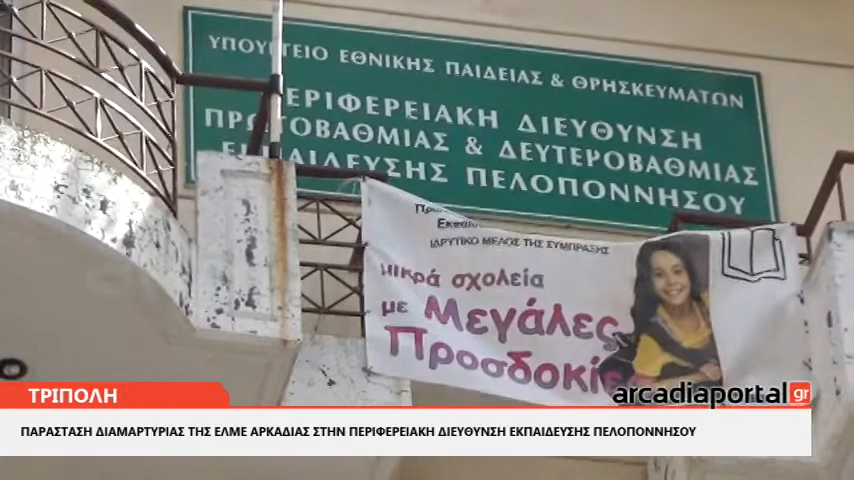 ΥΠΟΥΡΓΕΙΟ ΕΘΝΙΚΗΣ ΠΑΙΔΕΙΑΣ & ΘΡΗΣΚΕΥΜΑΤΩΝ
ΠΕΡΙΦΕΡΕΙΑΚΗ ΔΙΕΥΘΥΝΣΗ
ΠΡΩΤΟΒΑΘΜΙΑΣ & ΔΕΥΤΕΡΟΒΑΘΜΙΑΣ
ΕΚΠΑΙΔΕΥΣΗΣ ΠΕΛΟΠΟΝΝΗΣΟΥ
ΙΔΡΥΤΙΚΟ ΜΕΛΟΣ ΤΗΣ ΣΥΜΠΡΑΞΗΣ
Μικρά σχολεία
με Μεγάλες
Προσδοκίες
arcadiaportal.gr
ΤΡΙΠΟΛΗ
ΠΑΡΑΣΤΑΣΗ ΔΙΑΜΑΡΤΥΡΙΑΣ ΤΗΣ ΕΛΜΕ ΑΡΚΑΔΙΑΣ ΣΤΗΝ ΠΕΡΙΦΕΡΕΙΑΚΗ ΔΙΕΥΘΥΝΣΗ ΕΚΠΑΙΔΕΥΣΗΣ ΠΕΛΟΠΟΝΝΗΣΟΥ